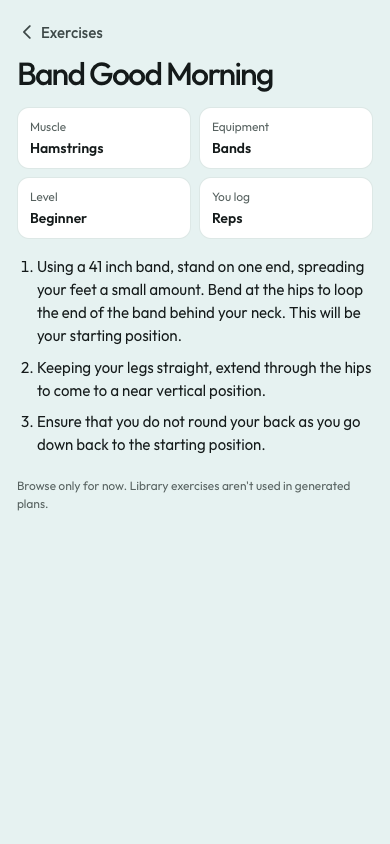 Exercises
Band Good Morning
Muscle
Hamstrings
Equipment
Bands
Level
Beginner
You log
Reps
1. Using a 41 inch band, stand on one end, spreading
your feet a small amount. Bend at the hips to loop
the end of the band behind your neck. This will be
your starting position.
2. Keeping your legs straight, extend through the hips
to come to a near vertical position.
3. Ensure that you do not round your back as you go
down back to the starting position.
Browse only for now. Library exercises aren't used in generated
plans.